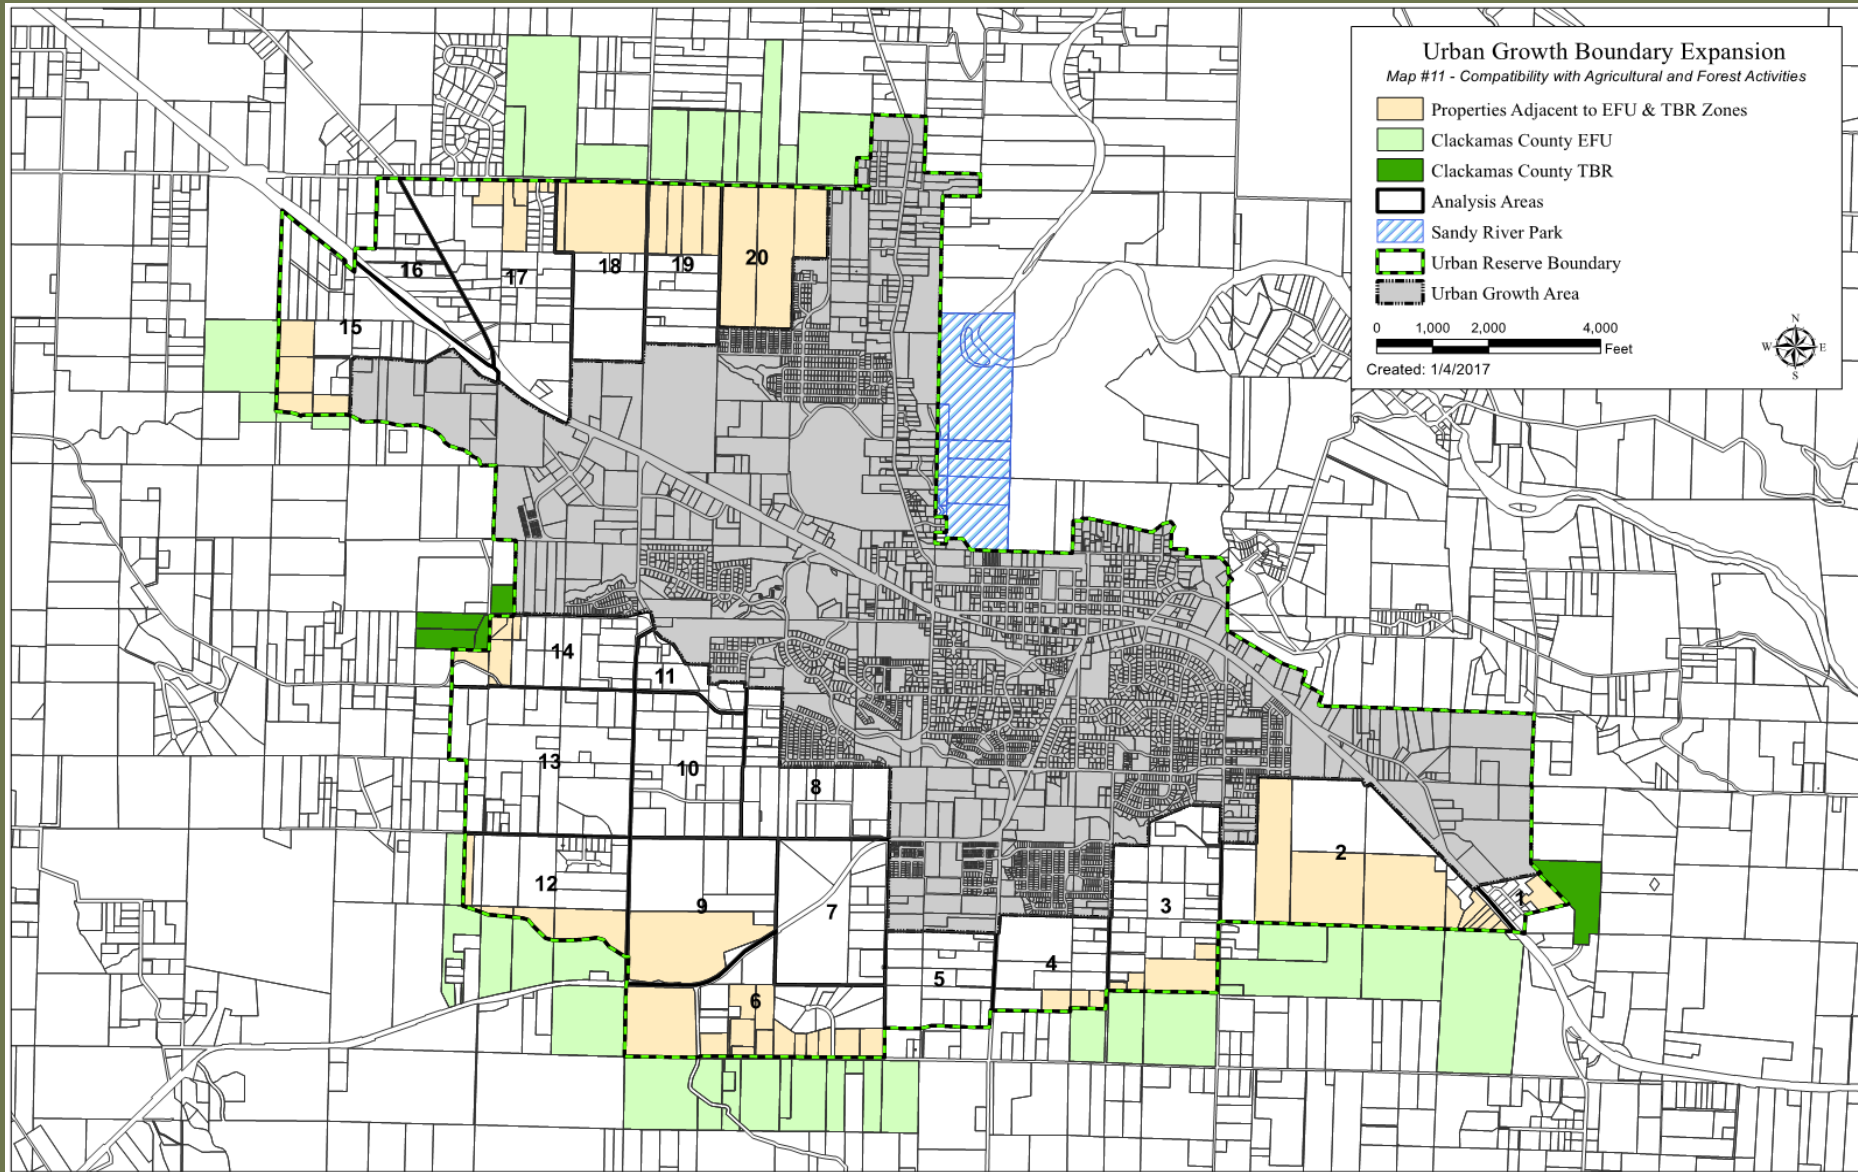 Urban Growth Boundary Expansion
Map #11 - Compatibility with Agricultural and Forest Activities
Properties Adjacent to EFU & TBR Zones
Clackamas County EFU
Clackamas County TBR
Analysis Areas
Sandy River Park
Urban Reserve Boundary
Urban Growth Area
0 1,000 2,000 4,000
Feet
Created: 1/4/2017
N
W E
S
20
19
18
17
16
15
14
11
13
10
8
2
12
9
7
3
1
5
4
6